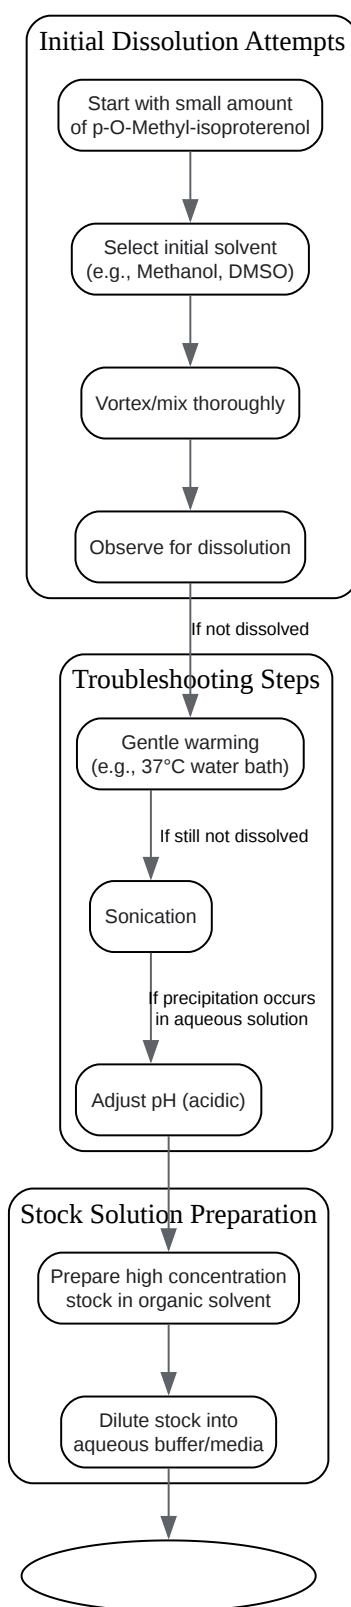 Initial Dissolution Attempts
Start with small amount
of p-O-Methyl-isoproterenol
Select initial solvent
(e.g., Methanol, DMSO)
Vortex/mix thoroughly
Observe for dissolution
If not dissolved
Troubleshooting Steps
Gentle warming
(e.g., 37°C water bath)
If still not dissolved
Sonication
If precipitation occurs
in aqueous solution
Adjust pH (acidic)
Stock Solution Preparation
Prepare high concentration
stock in organic solvent
Dilute stock into
aqueous buffer/media